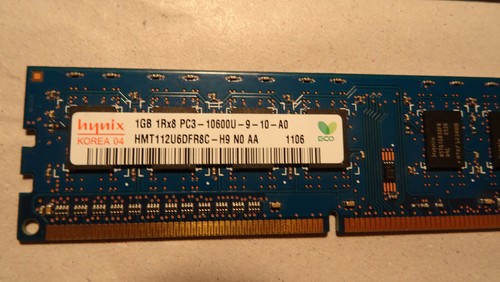 hynix
KOREA 04
1GB 1Rx8 PC3-10600U-9-10-A0
HMT112U6DFR8C-H9 N0 AA 1106
ECO